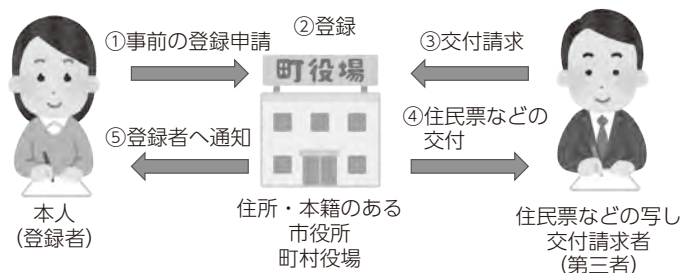 ①事前の登録申請
②登録
③交付請求
町役場
④住民票などの
交付
⑤登録者へ通知
本人
(登録者)
住所・本籍のある
市役所
町村役場
住民票などの写し
交付請求者
(第三者)